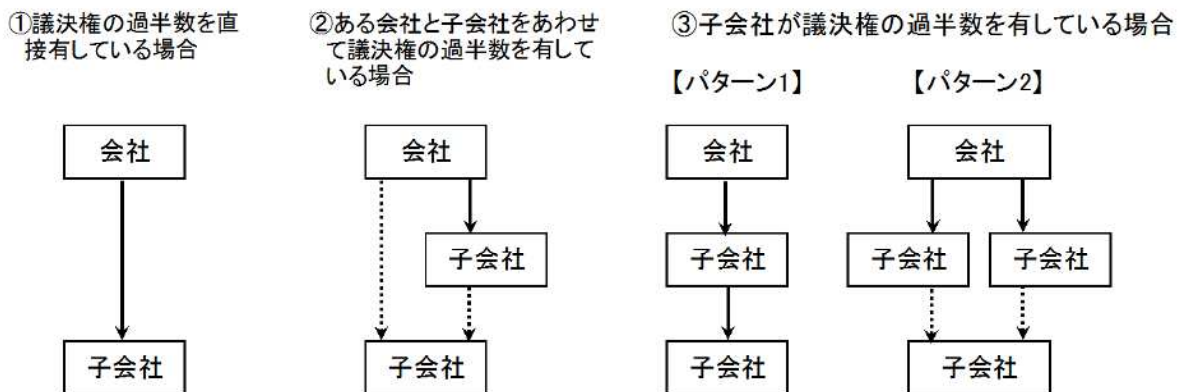 ①議決権の過半数を直
接有している場合
②ある会社と子会社をあわせ
て議決権の過半数を有して
いる場合
③子会社が議決権の過半数を有している場合
【パターン1】
【パターン2】
会社
子会社
会社
子会社
子会社
会社
子会社
子会社
会社
子会社
子会社
子会社